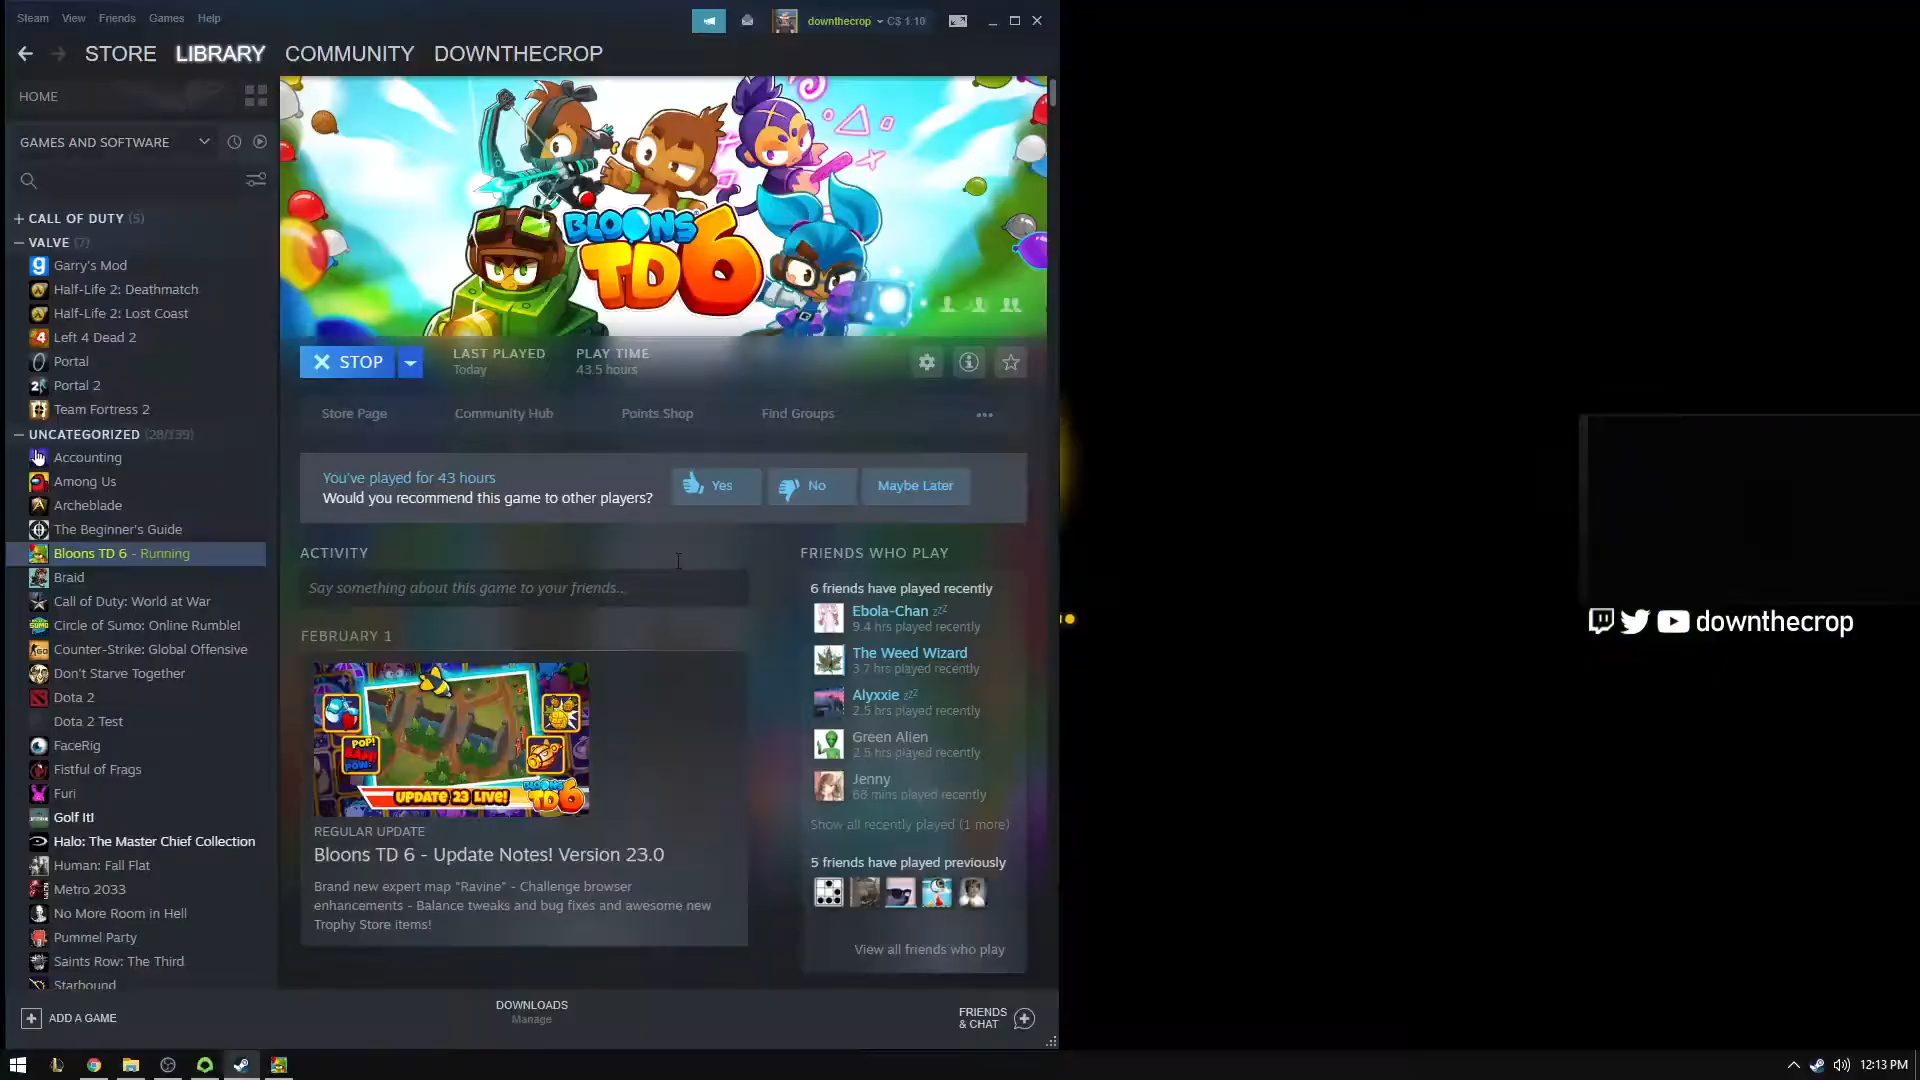 Steam View Friends Games Help
downthecrop C$ 1.10
STORE LIBRARY COMMUNITY DOWNTHECROP
HOME
GAMES AND SOFTWARE
CALL OF DUTY (5)
VALVE (7)
Garry's Mod
Half-Life 2: Deathmatch
Half-Life 2: Lost Coast
Left 4 Dead 2
Portal
Portal 2
Team Fortress 2
UNCATEGORIZED (28/139)
Accounting
Among Us
Archeblade
The Beginner's Guide
Bloons TD 6 - Running
Braid
Call of Duty: World at War
Circle of Sumo: Online Rumble!
Counter-Strike: Global Offensive
Don't Starve Together
Dota 2
Dota 2 Test
FaceRig
Fistful of Frags
Furi
Golf It!
Halo: The Master Chief Collection
Human: Fall Flat
Metro 2033
No More Room in Hell
Pummel Party
Saints Row: The Third
Starbound
BLOONS
TD6
STOP
LAST PLAYED
Today
PLAY TIME
43.5 hours
Store Page Community Hub Points Shop Find Groups
You've played for 43 hours
Would you recommend this game to other players?
Yes No Maybe Later
ACTIVITY
Say something about this game to your friends...
FEBRUARY 1
POP!
BAM!
POW!
UPDATE 23 LIVE!
BLOONS
TD6
REGULAR UPDATE
Bloons TD 6 - Update Notes! Version 23.0
Brand new expert map "Ravine" - Challenge browser
enhancements - Balance tweaks and bug fixes and awesome new
Trophy Store items!
FRIENDS WHO PLAY
6 friends have played recently
Ebola-Chan zzz
9.4 hrs played recently
The Weed Wizard
3.7 hrs played recently
Alyxxie zzz
2.5 hrs played recently
Green Alien
2.5 hrs played recently
Jenny
68 mins played recently
Show all recently played (1 more)
5 friends have played previously
View all friends who play
downthecrop
ADD A GAME
DOWNLOADS
Manage
FRIENDS
& CHAT
12:13 PM